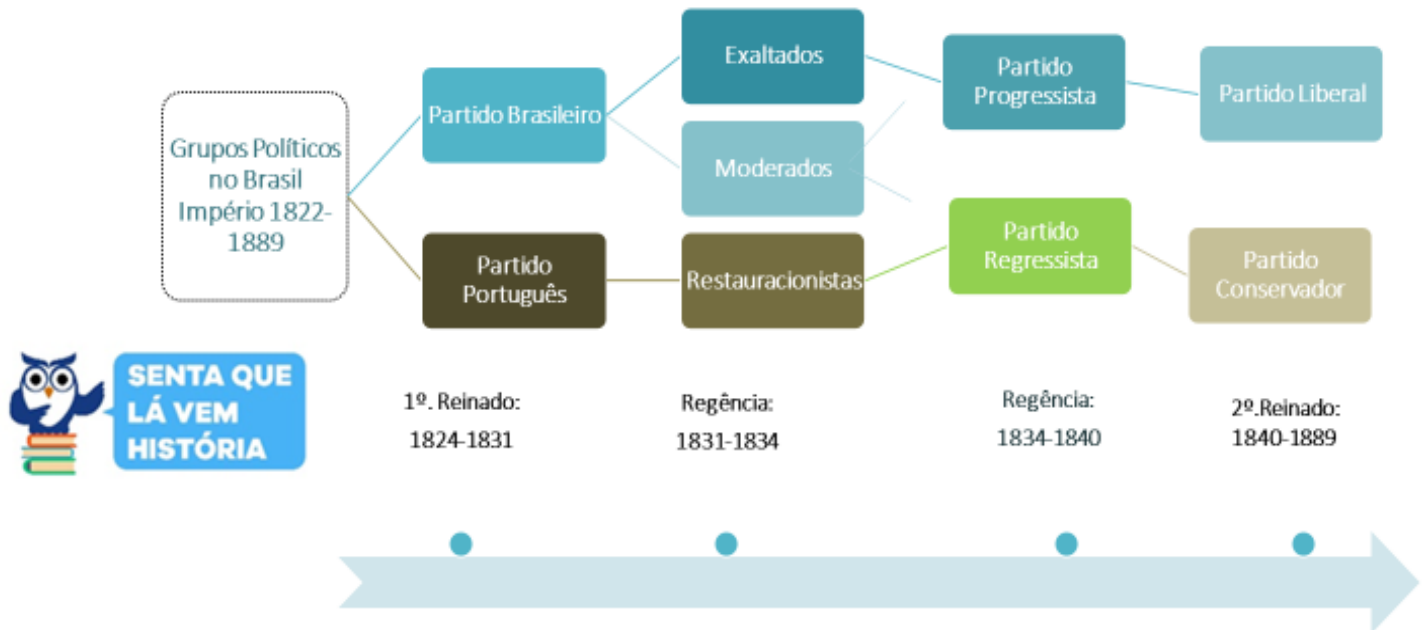 Grupos Políticos
no Brasil
Império 1822-
1889
Partido Brasileiro
Partido
Português
Exaltados
Moderados
Restauracionistas
Partido
Progressista
Partido
Regressista
Partido Liberal
Partido
Conservador
SENTA QUE
LÁ VEM
HISTÓRIA
1º. Reinado:
1824-1831
Regência:
1831-1834
Regência:
1834-1840
2º.Reinado:
1840-1889